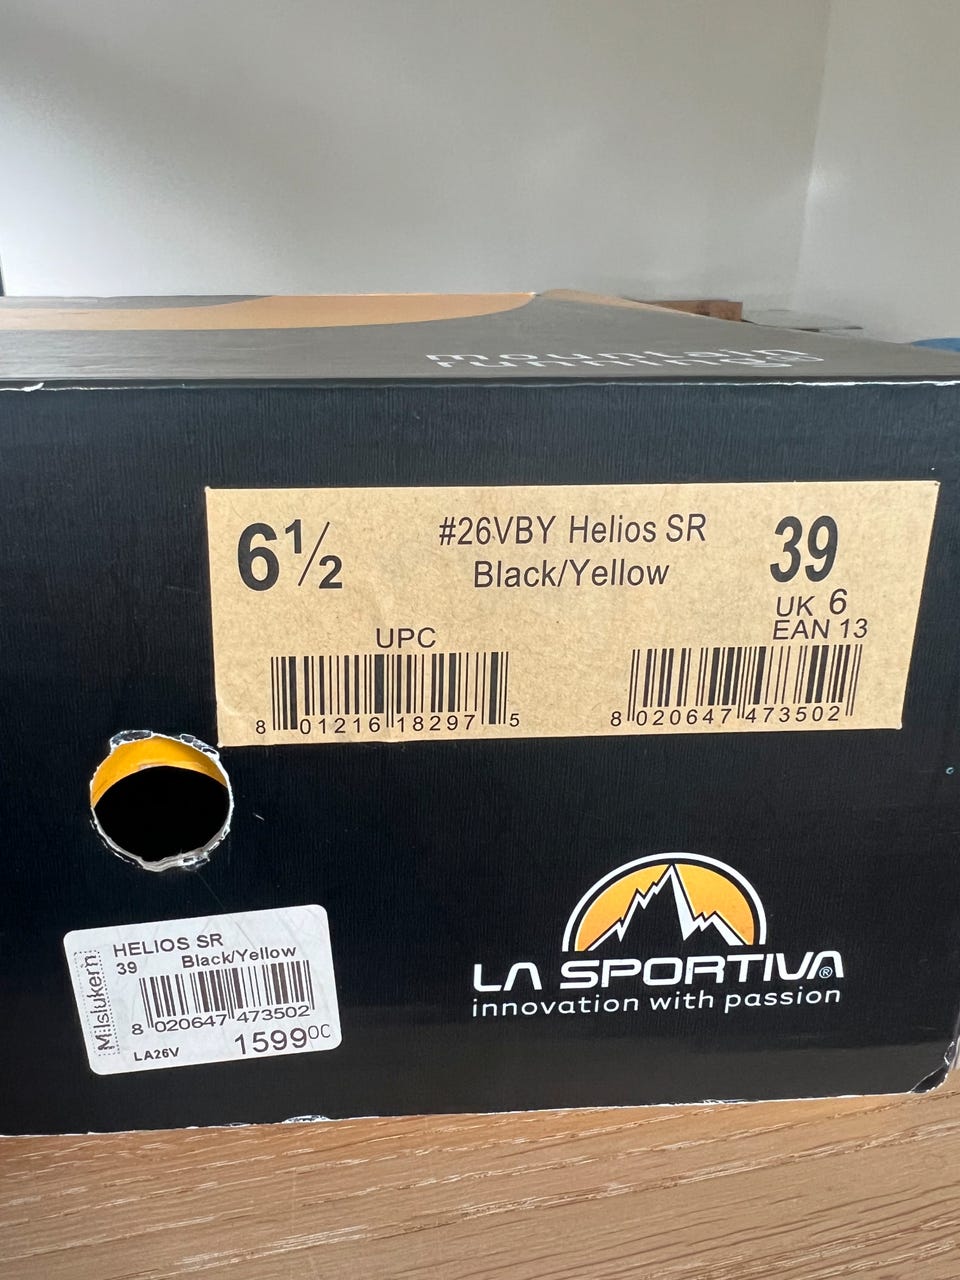 mountain
running®
6½
#26VBY Helios SR
Black/Yellow
39
UK 6
EAN 13
UPC
8 01216 18297 5
8 020647 473502
Milslukern
HELIOS SR
39 Black/Yellow
8 020647 473502
LA26V 1599 0C
LA SPORTIVA®
innovation with passion